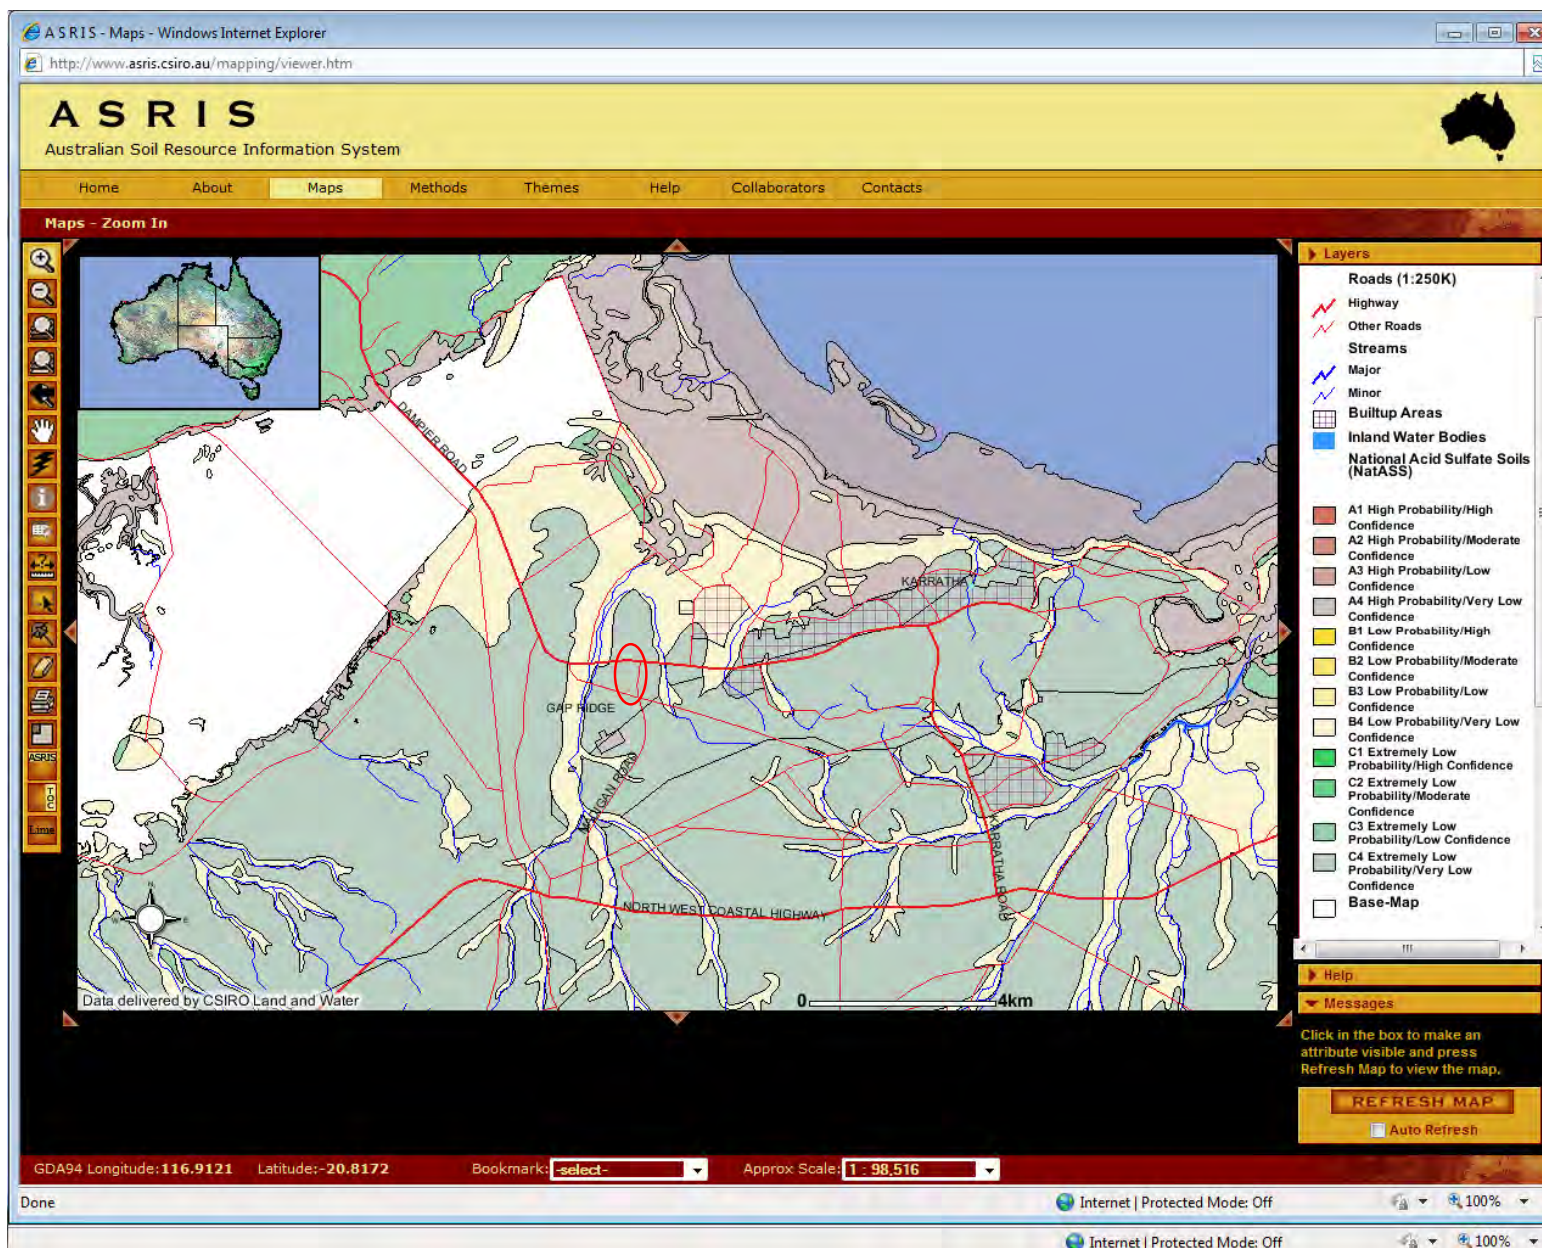 A S R I S - Maps - Windows Internet Explorer
http://www.asris.csiro.au/mapping/viewer.htm
A S R I S
Australian Soil Resource Information System
Home About Maps Methods Themes Help Collaborators Contacts
Maps - Zoom In
Layers
Roads (1:250K)
Highway
Other Roads
Streams
Major
Minor
Builtup Areas
Inland Water Bodies
National Acid Sulfate Soils
(NatASS)
A1 High Probability/High
Confidence
A2 High Probability/Moderate
Confidence
A3 High Probability/Low
Confidence
A4 High Probability/Very Low
Confidence
B1 Low Probability/High
Confidence
B2 Low Probability/Moderate
Confidence
B3 Low Probability/Low
Confidence
B4 Low Probability/Very Low
Confidence
C1 Extremely Low
Probability/High Confidence
C2 Extremely Low
Probability/Moderate
Confidence
C3 Extremely Low
Probability/Low Confidence
C4 Extremely Low
Probability/Very Low
Confidence
Base-Map
DAMPIER ROAD
KARRATHA
GAP RIDGE
MADIGAN ROAD
KARRATHA ROAD
NORTH WEST COASTAL HIGHWAY
N
W E
S
ASRIS
TOC
Lime
Data delivered by CSIRO Land and Water
0 4km
Help
Messages
Click in the box to make an
attribute visible and press
Refresh Map to view the map.
REFRESH MAP
Auto Refresh
GDA94 Longitude: 116.9121 Latitude: -20.8172 Bookmark: -select- Approx Scale: 1 : 98,516
Done Internet | Protected Mode: Off 100%
Internet | Protected Mode: Off 100%